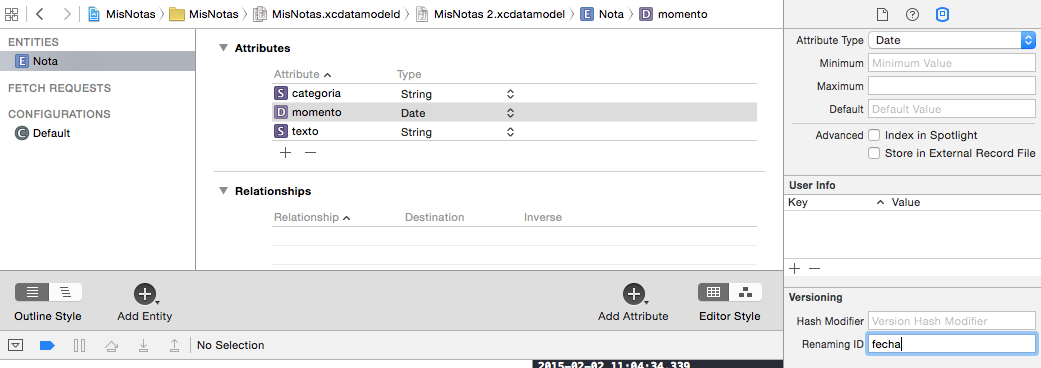 MisNotas MisNotas MisNotas.xcdatamodeld MisNotas 2.xcdatamodel E Nota D momento
ENTITIES
E Nota
FETCH REQUESTS
CONFIGURATIONS
C Default
Attributes
Attribute Type
S categoria String
D momento Date
S texto String
+ −
Relationships
Relationship Destination Inverse
Outline Style Add Entity Add Attribute Editor Style
No Selection
2015-02-02 11:04:34.339
Attribute Type Date
Minimum Minimum Value
Maximum
Default Default Value
Advanced Index in Spotlight
Store in External Record File
User Info
Key Value
+ −
Versioning
Hash Modifier Version Hash Modifier
Renaming ID fecha